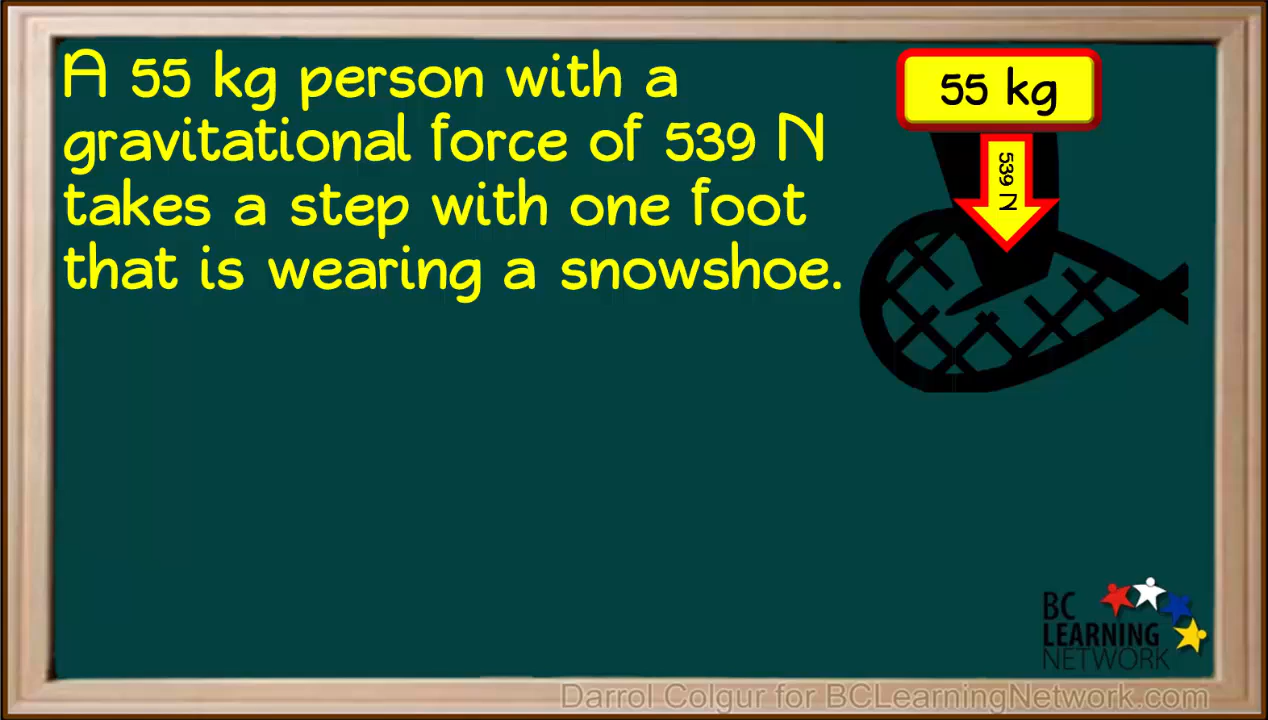 A 55 kg person with a
gravitational force of 539 N
takes a step with one foot
that is wearing a snowshoe.
55 kg
539 N
BC
LEARNING
NETWORK
Darrol Colgur for BCLearningNetwork.com